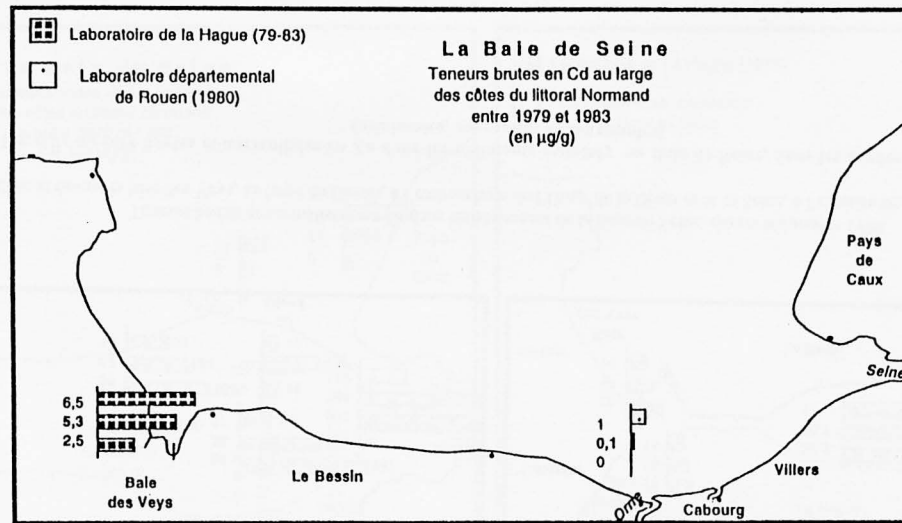 Laboratoire de la Hague (79-83)
Laboratoire départemental
de Rouen (1980)
La Baie de Seine
Teneurs brutes en Cd au large
des côtes du littoral Normand
entre 1979 et 1983
(en µg/g)
Pays
de
Caux
Seine
6,5
5,3
2,5
1
0,1
0
Baie
des Veys
Le Bessin
Orne
Cabourg
Villers